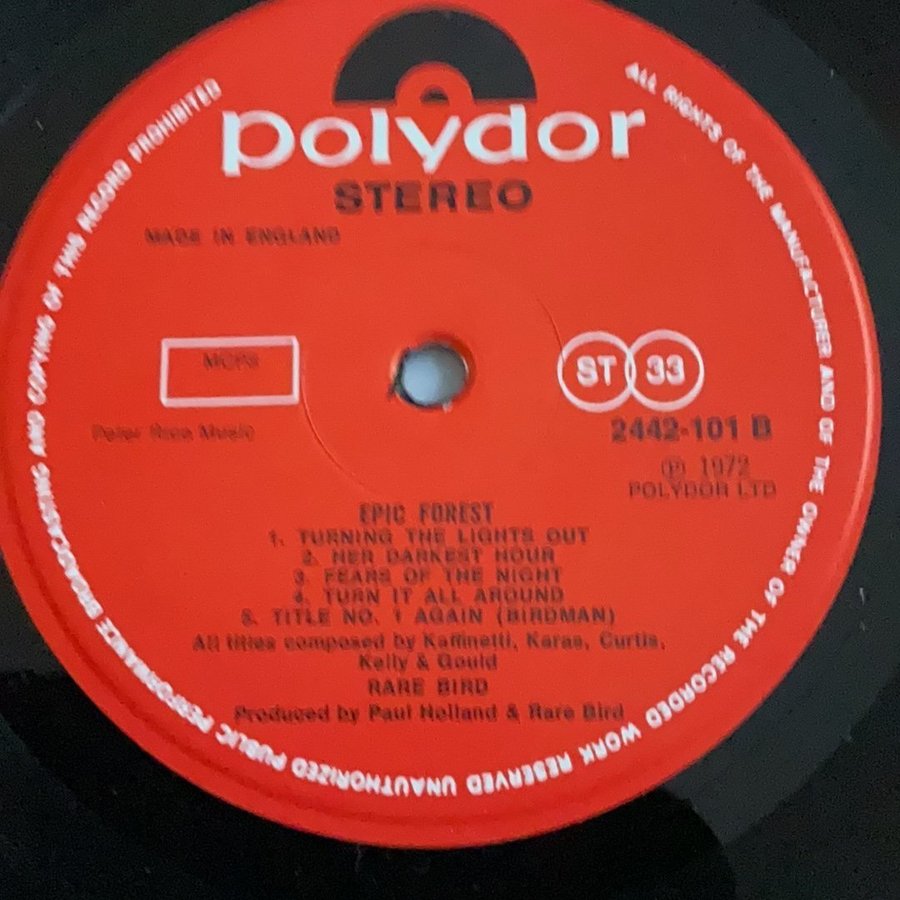 polydor
STEREO
MADE IN ENGLAND
MCPS
ST 33
Peter Rice Music
2442-101 B
℗ 1972
POLYDOR LTD
EPIC FOREST
1. TURNING THE LIGHTS OUT
2. HER DARKEST HOUR
3. FEARS OF THE NIGHT
4. TURN IT ALL AROUND
5. TITLE NO. 1 AGAIN (BIRDMAN)
All titles composed by Kaffinetti, Karas, Curtis,
Kelly & Gould
RARE BIRD
Produced by Paul Holland & Rare Bird
ALL RIGHTS OF THE MANUFACTURER AND OF THE OWNER OF THE RECORDED WORK RESERVED UNAUTHORIZED PUBLIC PERFORMANCE BROADCASTING AND COPYING OF THIS RECORD PROHIBITED